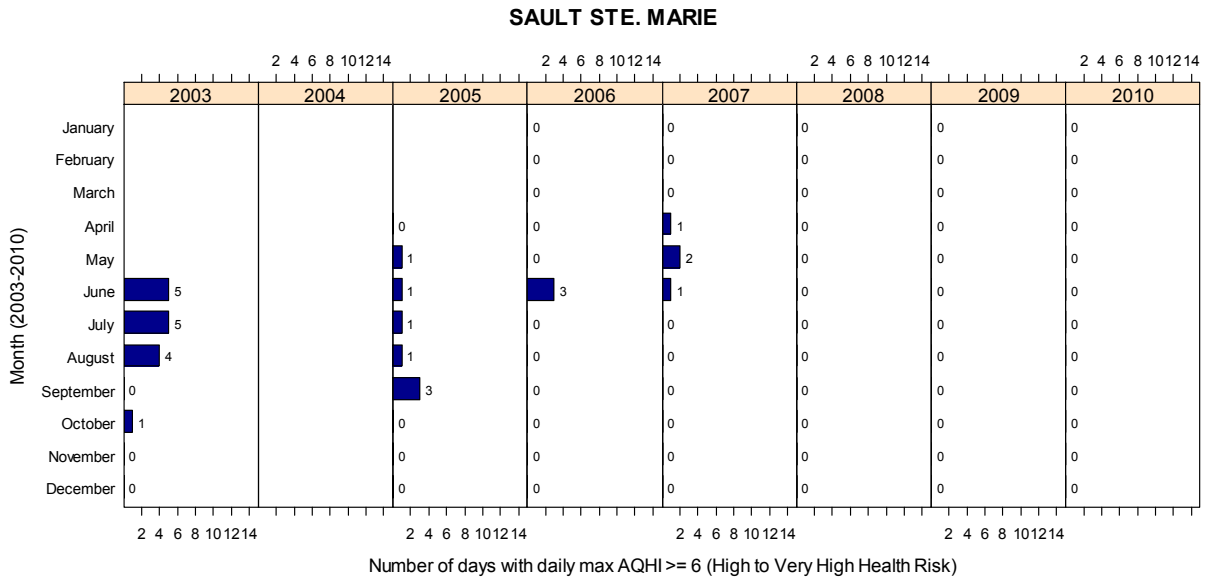 SAULT STE. MARIE
2 4 6 8 10 12 14 2 4 6 8 10 12 14 2 4 6 8 10 12 14 2 4 6 8 10 12 14
2003 2004 2005 2006 2007 2008 2009 2010
January 0 0 0 0 0
February 0 0 0 0 0
March 0 0 0 0 0
April 0 0 1 0 0 0
May 1 0 2 0 0 0
June 5 1 3 1 0 0 0
July 5 1 0 0 0 0 0
August 4 1 0 0 0 0 0
September 0 3 0 0 0 0 0
October 1 0 0 0 0 0 0
November 0 0 0 0 0 0 0
December 0 0 0 0 0 0 0
Month (2003-2010)
2 4 6 8 10 12 14 2 4 6 8 10 12 14 2 4 6 8 10 12 14 2 4 6 8 10 12 14
Number of days with daily max AQHI >= 6 (High to Very High Health Risk)